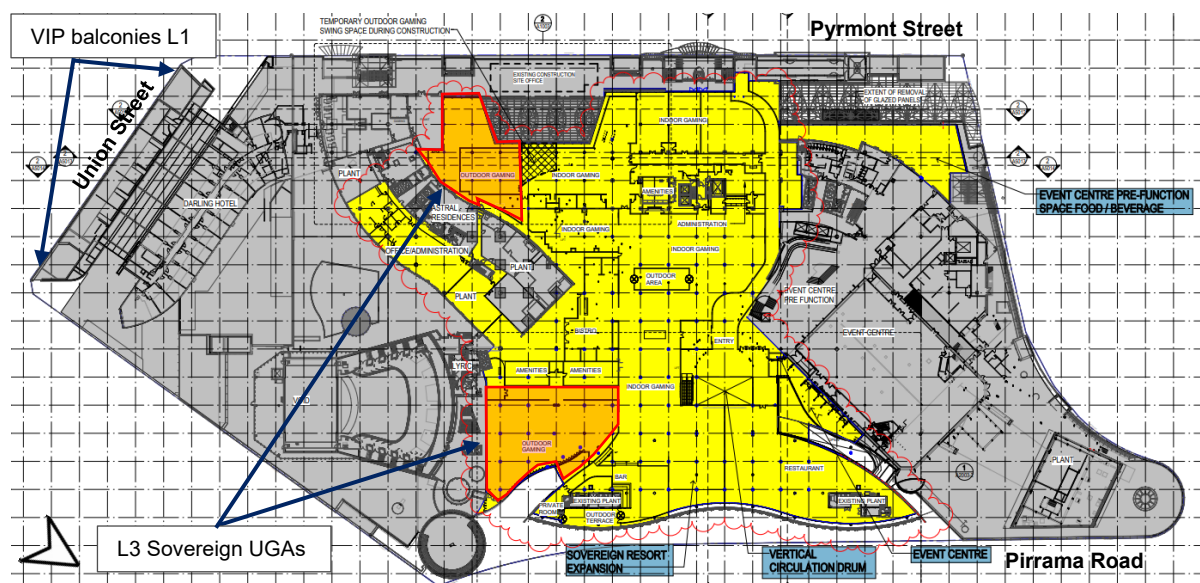 VIP balconies L1
TEMPORARY OUTDOOR GAMING
SWING SPACE DURING CONSTRUCTION
2
Pyrmont Street
EXISTING CONSTRUCTION
SITE OFFICE
EXTENT OF REMOVAL
OF GLAZED PANELS
Union Street
INDOOR GAMING
PLANT
OUTDOOR GAMING
INDOOR GAMING
AMENITIES
EVENT CENTRE PRE-FUNCTION
SPACE FOOD / BEVERAGE
DARLING HOTEL
ASTRAL
RESIDENCES
INDOOR GAMING
ADMINISTRATION
OFFICE/ADMINISTRATION
INDOOR GAMING
PLANT
OUTDOOR
AREA
PLANT
EVENT CENTRE
PRE FUNCTION
BISTRO
ENTRY
EVENT CENTRE
LYRIC
AMENITIES
AMENITIES
INDOOR GAMING
VOID
OUTDOOR
GAMING
RESTAURANT
PLANT
BAR
PRIVATE
ROOM
EXISTING PLANT
EXISTING PLANT
OUTDOOR
TERRACE
L3 Sovereign UGAs
SOVEREIGN RESORT
EXPANSION
VERTICAL
CIRCULATION DRUM
EVENT CENTRE
Pirrama Road